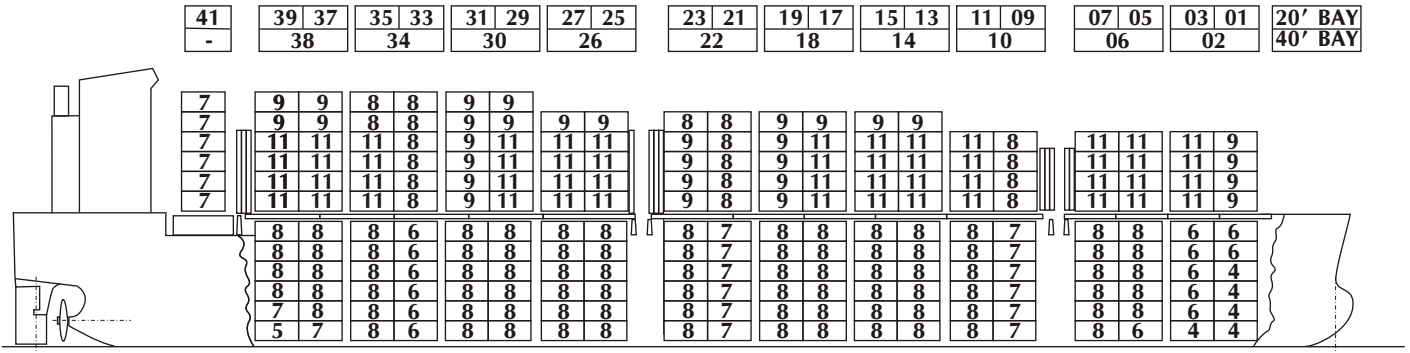 41 39 37 35 33 31 29 27 25 23 21 19 17 15 13 11 09 07 05 03 01 20' BAY
- 38 34 30 26 22 18 14 10 06 02 40' BAY
7 9 9 8 8 9 9
7 9 9 8 8 9 9 9 9 8 8 9 9 9 9
7 11 11 11 8 9 11 11 11 9 8 9 11 11 11 11 8 11 11 11 9
7 11 11 11 8 9 11 11 11 9 8 9 11 11 11 11 8 11 11 11 9
7 11 11 11 8 9 11 11 11 9 8 9 11 11 11 11 8 11 11 11 9
7 11 11 11 8 9 11 11 11 9 8 9 11 11 11 11 8 11 11 11 9
8 8 8 6 8 8 8 8 8 7 8 8 8 8 8 7 8 8 6 6
8 8 8 6 8 8 8 8 8 7 8 8 8 8 8 7 8 8 6 6
8 8 8 6 8 8 8 8 8 7 8 8 8 8 8 7 8 8 6 4
8 8 8 6 8 8 8 8 8 7 8 8 8 8 8 7 8 8 6 4
7 8 8 6 8 8 8 8 8 7 8 8 8 8 8 7 8 8 6 4
5 7 8 6 8 8 8 8 8 7 8 8 8 8 8 7 8 6 4 4